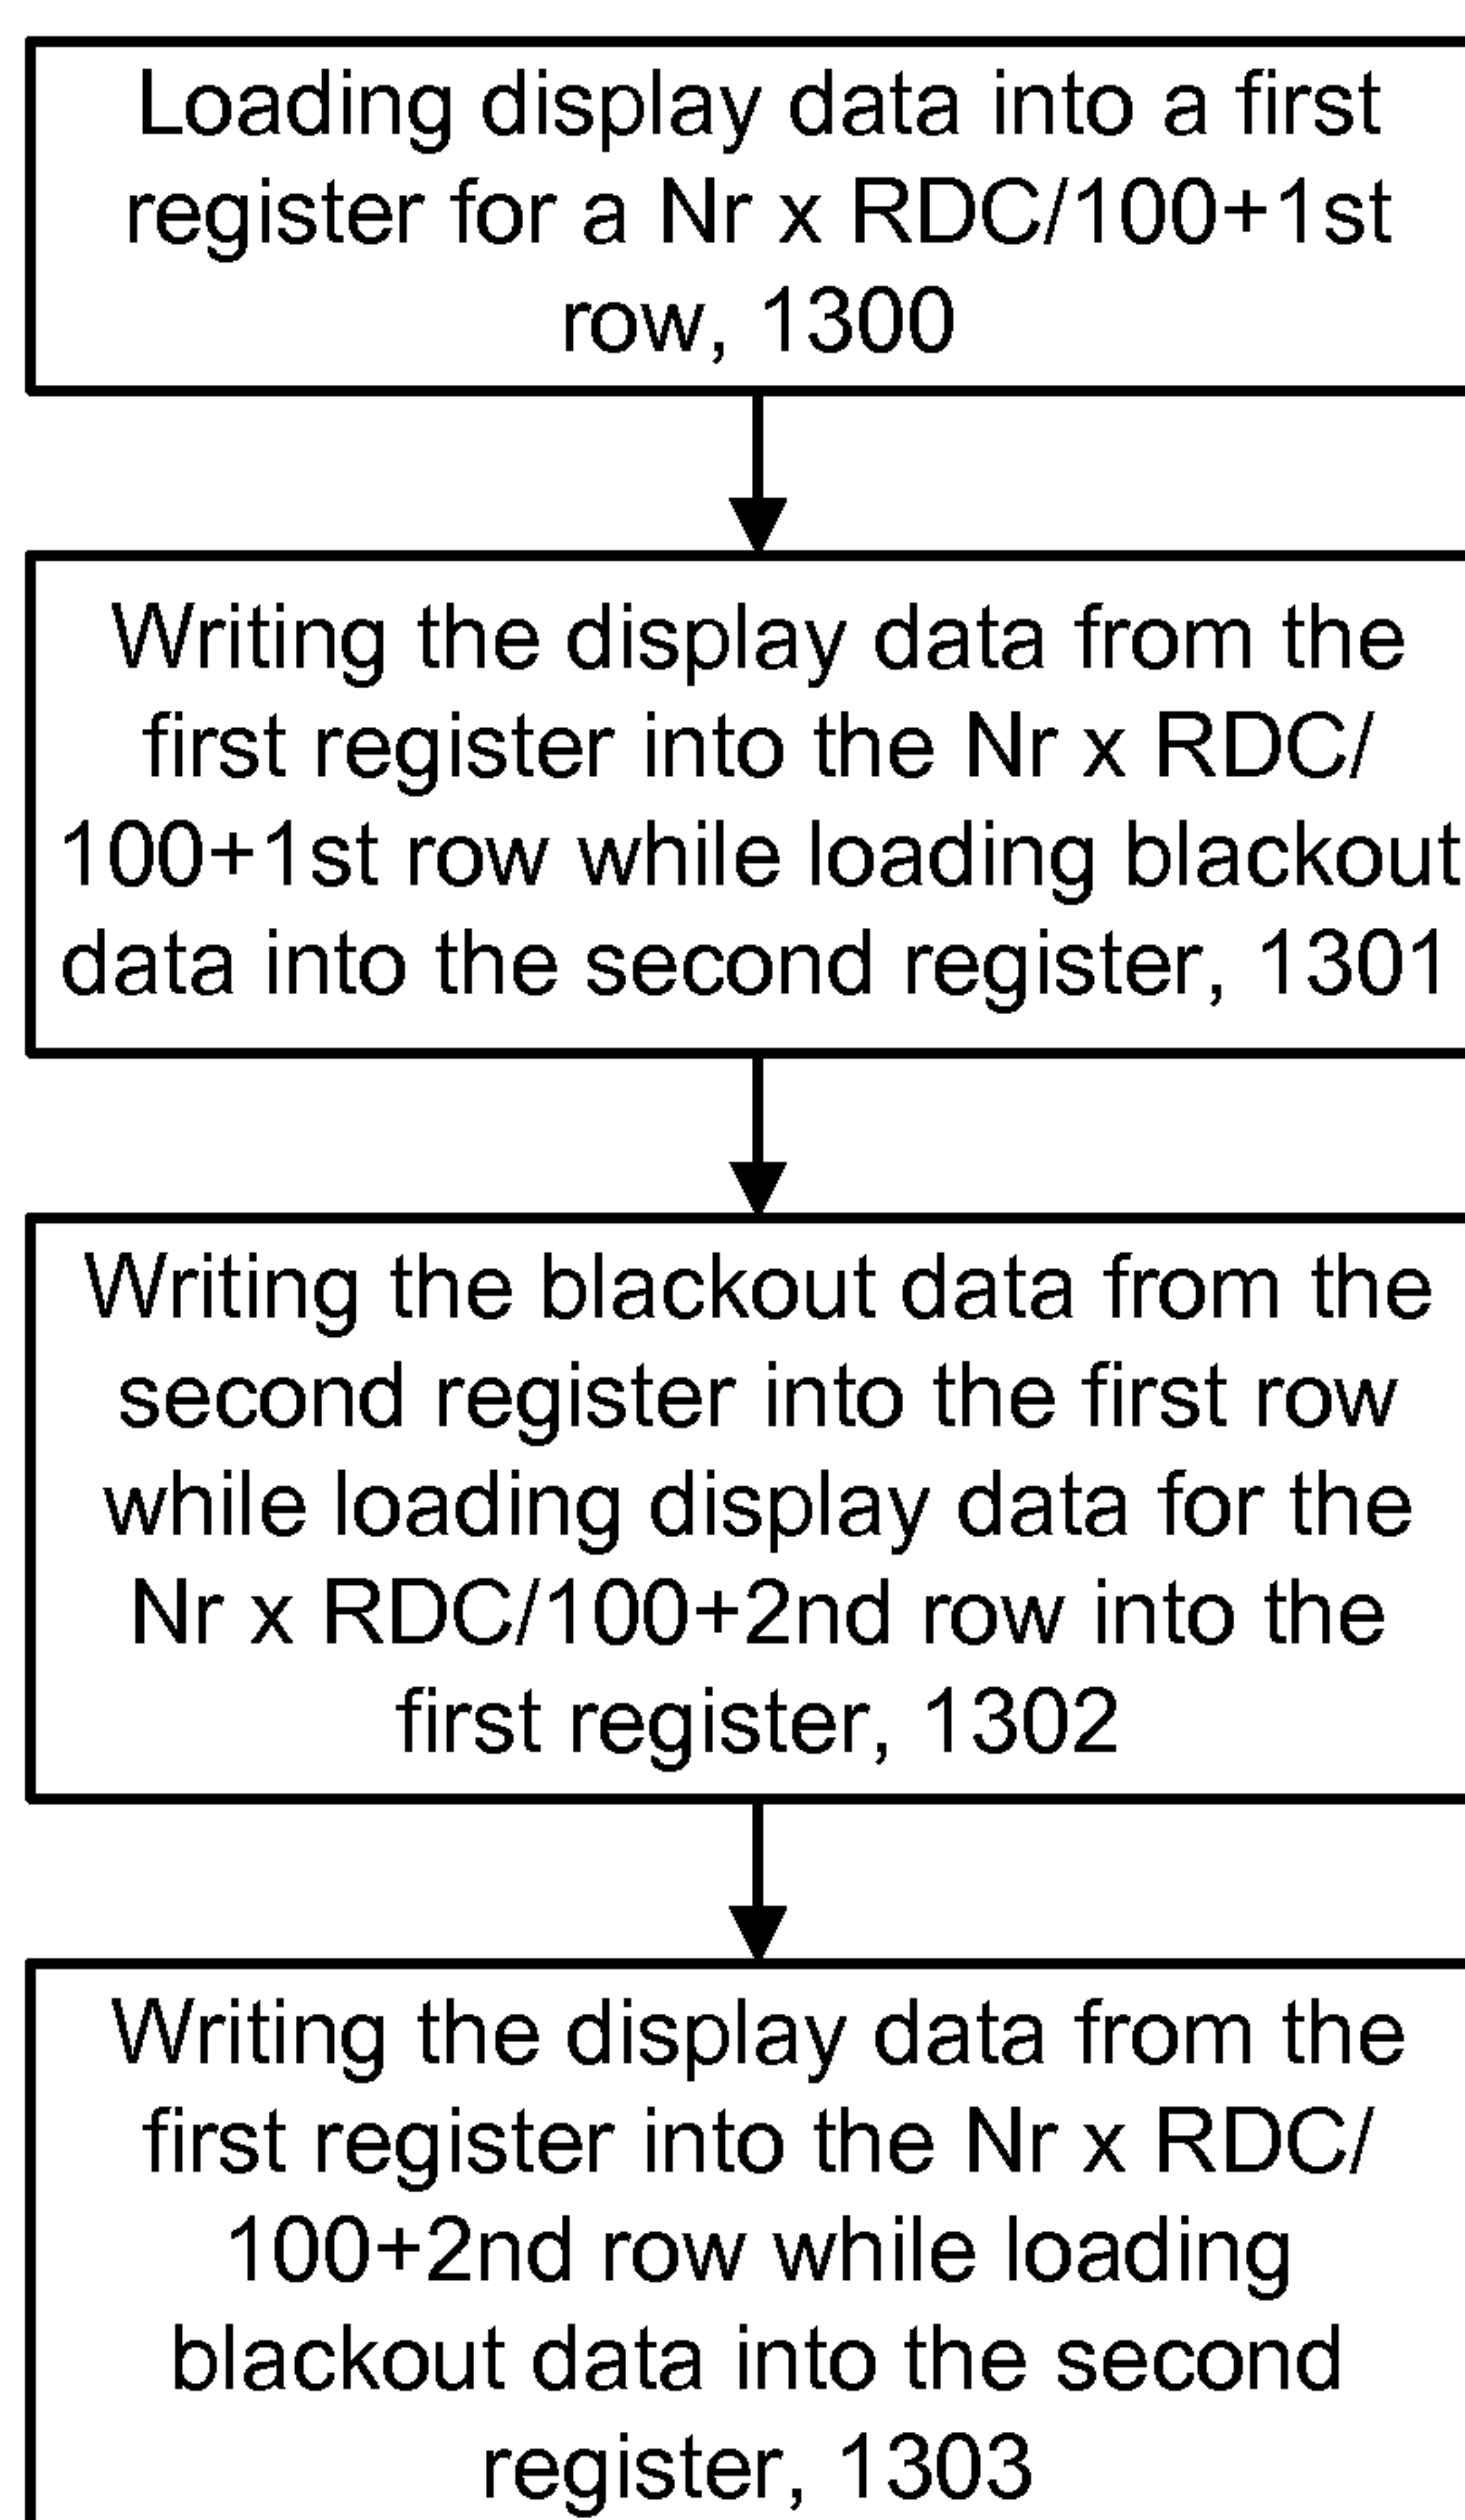 Loading display data into a first
register for a Nr x RDC/100+1st
row, 1300
Writing the display data from the
first register into the Nr x RDC/
100+1st row while loading blackout
data into the second register, 1301
Writing the blackout data from the
second register into the first row
while loading display data for the
Nr x RDC/100+2nd row into the
first register, 1302
Writing the display data from the
first register into the Nr x RDC/
100+2nd row while loading
blackout data into the second
register, 1303